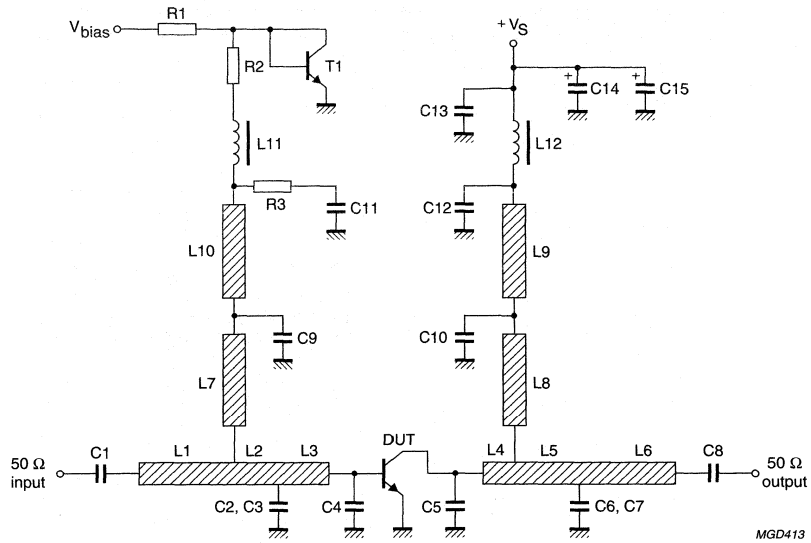 R1
+ VS
Vbias
R2
T1
C14
C15
C13
L11
L12
R3
C11
C12
L10
L9
C9
C10
L7
L8
DUT
C1
L1
L2
L3
L4
L5
L6
C8
50 Ω
input
50 Ω
output
C2, C3
C4
C5
C6, C7
MGD413